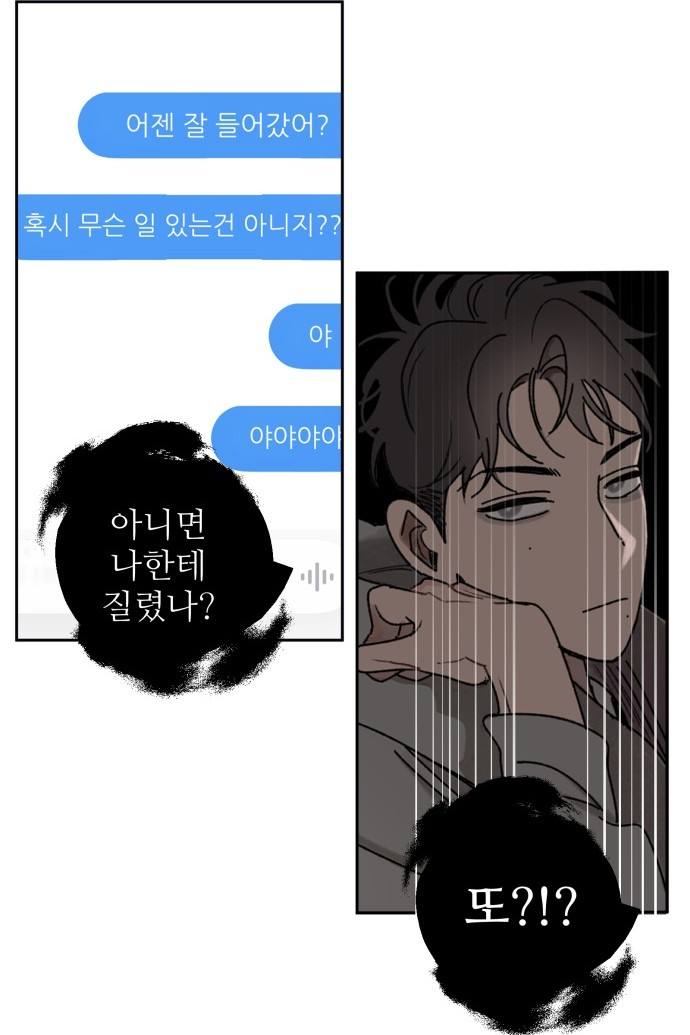 어젠 잘 들어갔어?
혹시 무슨 일 있는건 아니지??
야
야야야야
아니면
나한테
질렸나?
또?!?